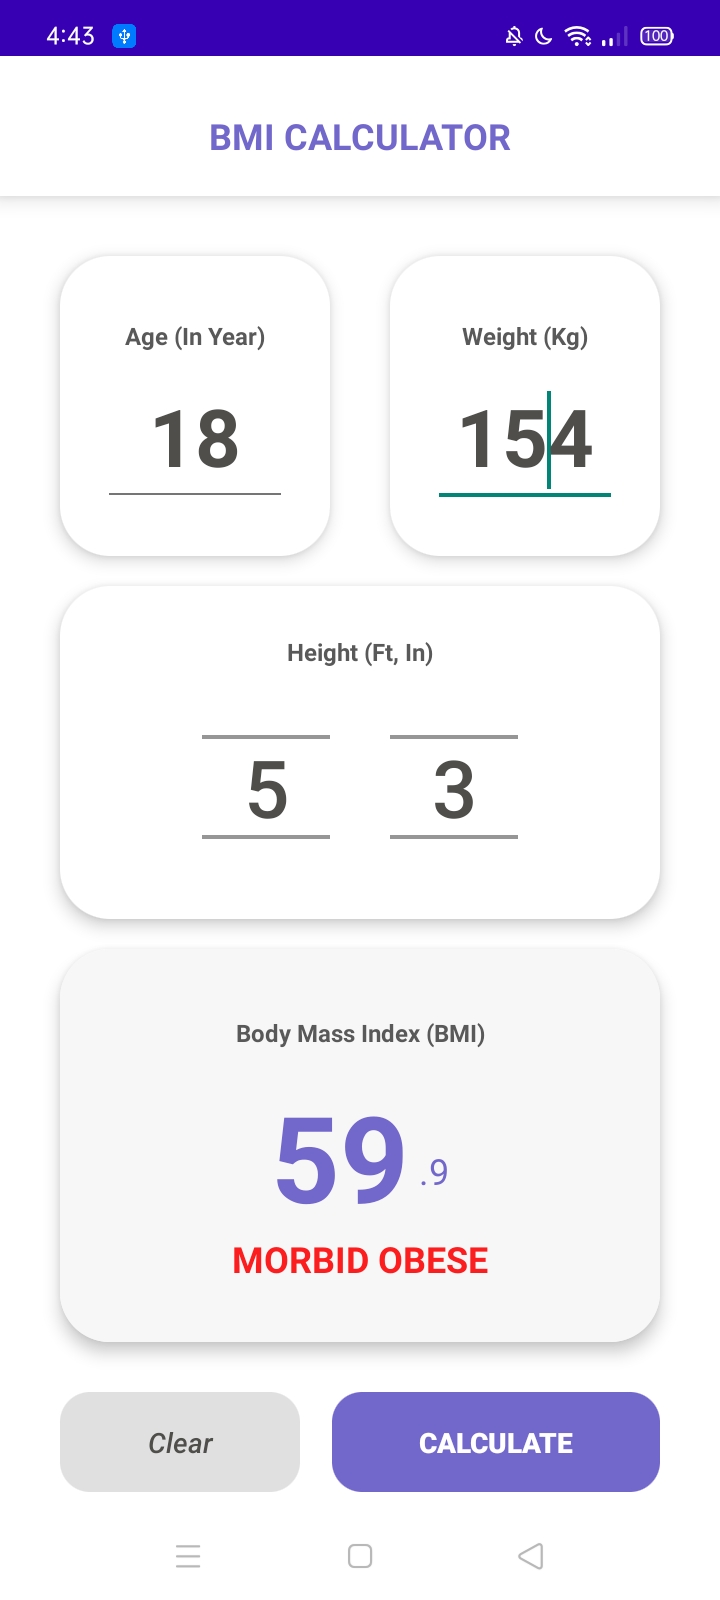 4:43 100
BMI CALCULATOR
Age (In Year) Weight (Kg)
18 154
Height (Ft, In)
5 3
Body Mass Index (BMI)
59 .9
MORBID OBESE
Clear CALCULATE